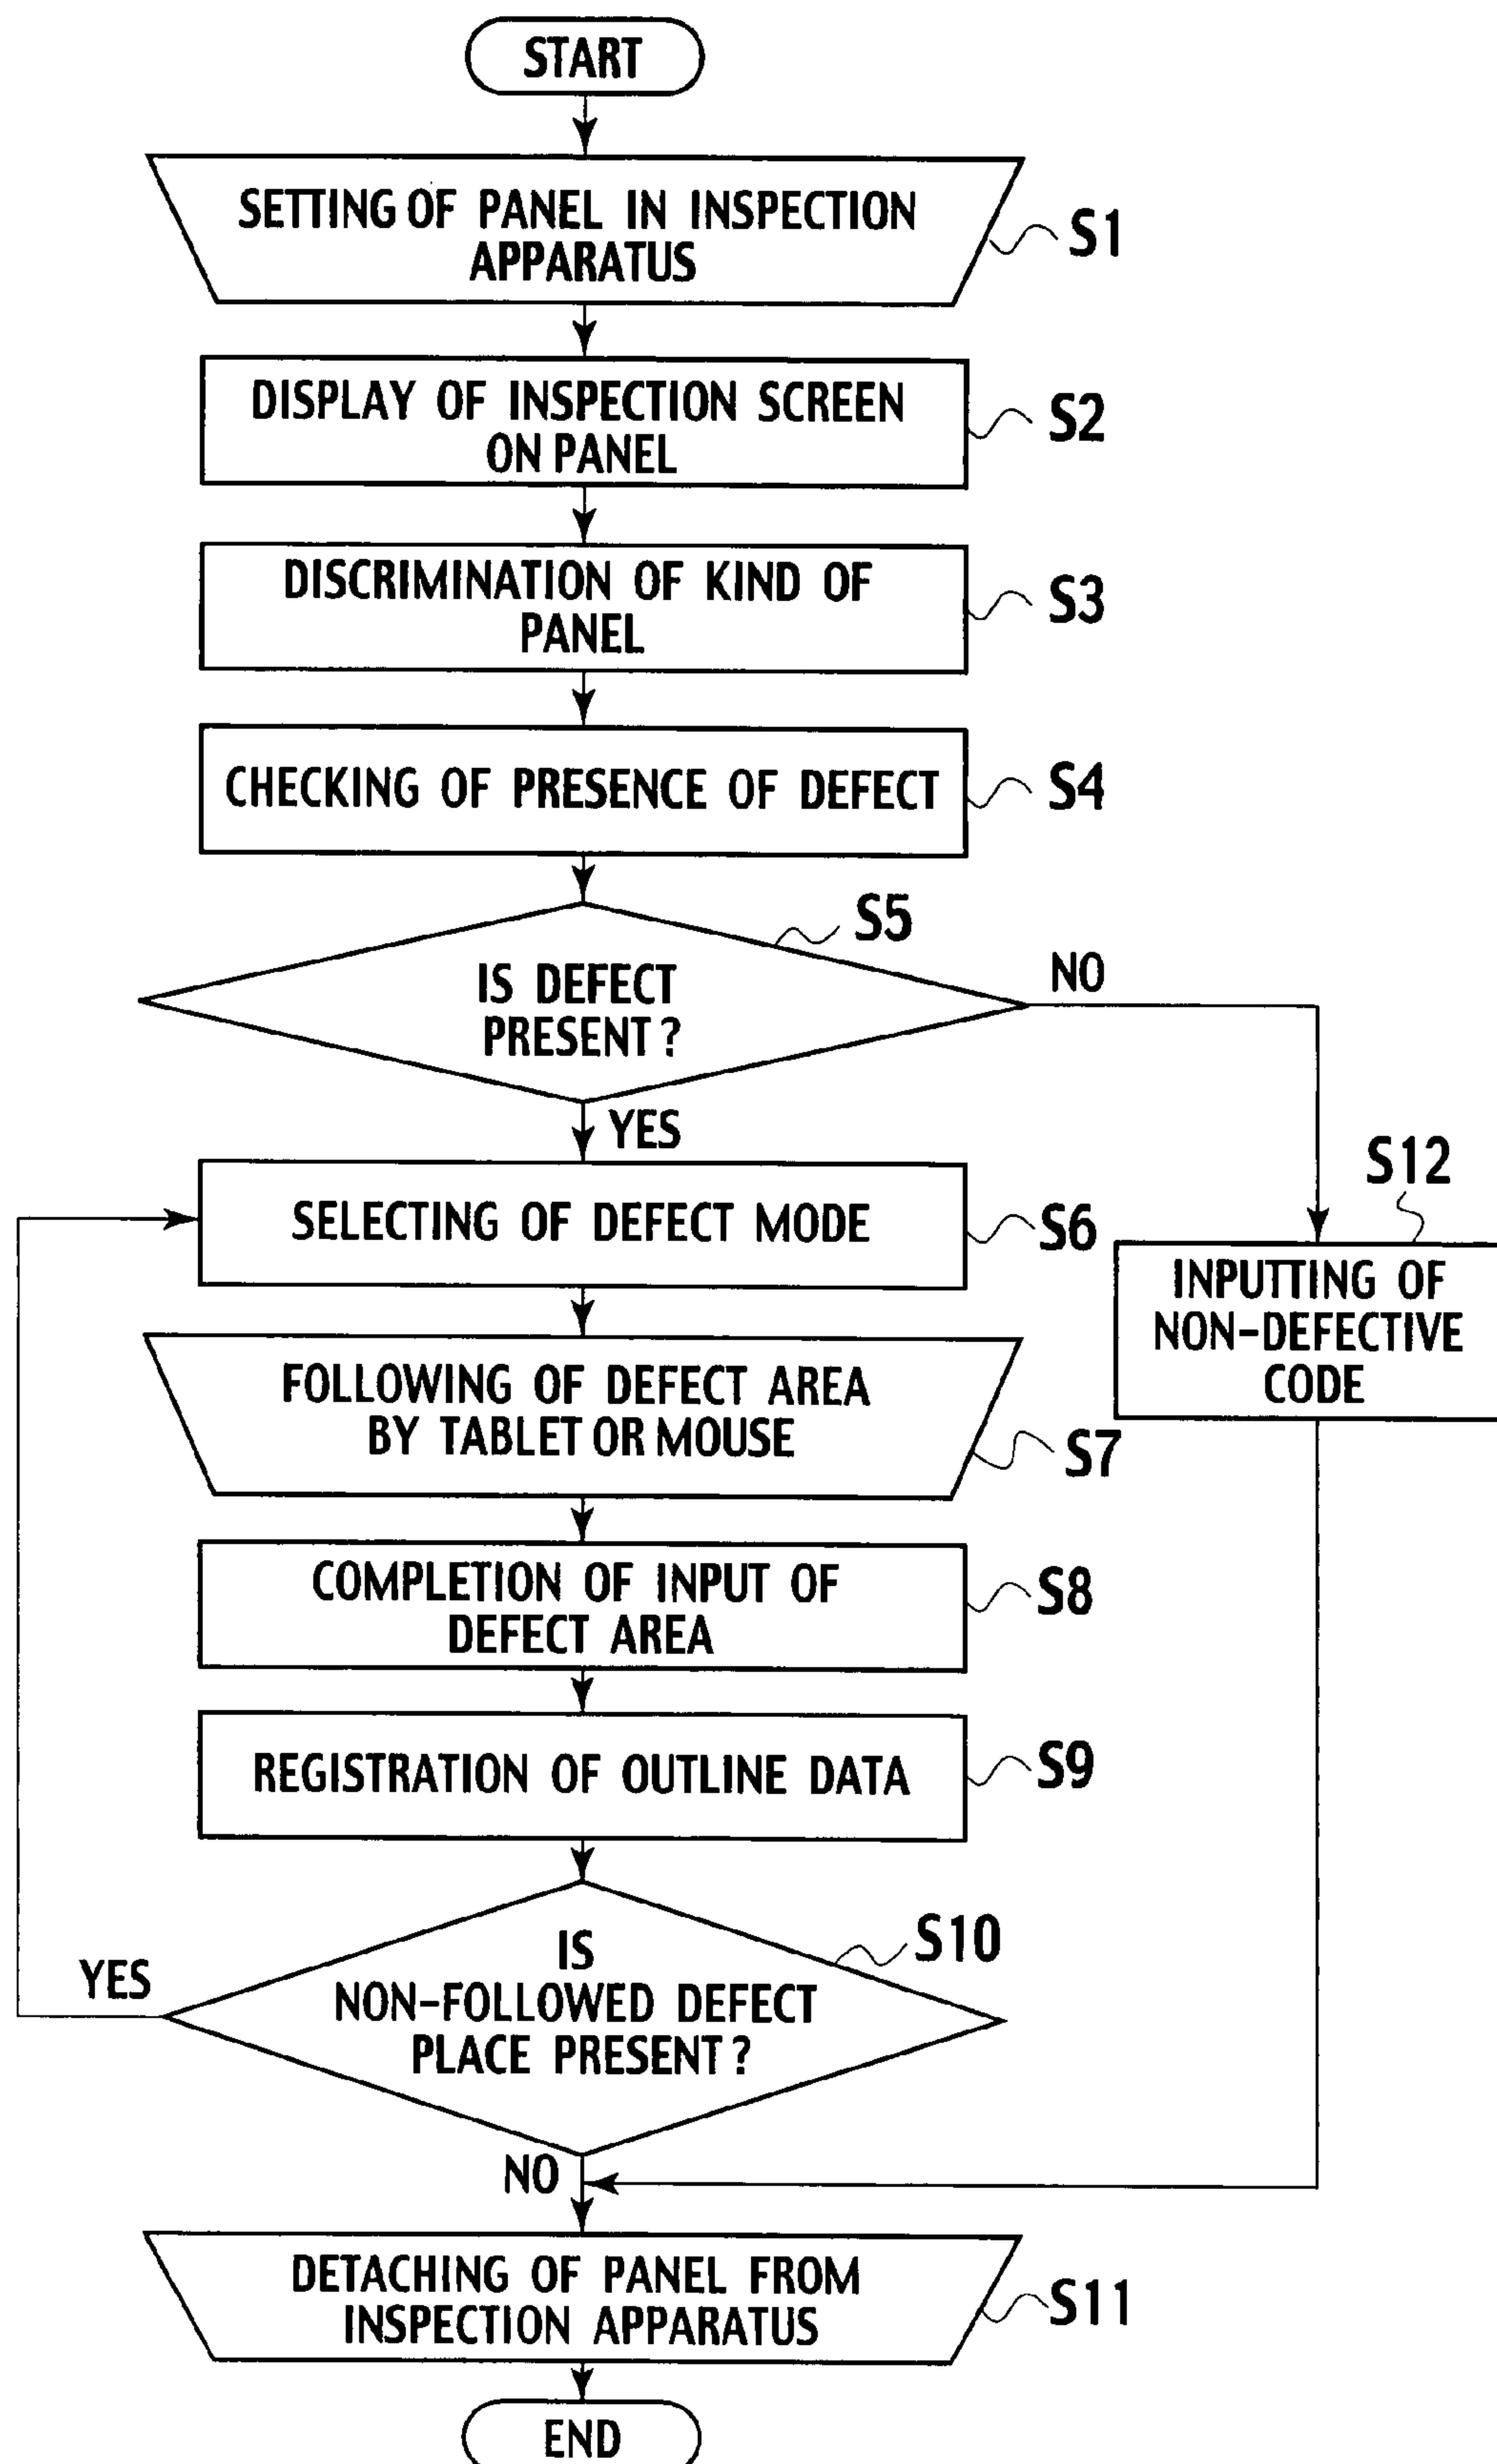 START
SETTING OF PANEL IN INSPECTION
APPARATUS
S1
DISPLAY OF INSPECTION SCREEN
ON PANEL
S2
DISCRIMINATION OF KIND OF
PANEL
S3
CHECKING OF PRESENCE OF DEFECT
S4
S5
IS DEFECT
PRESENT?
NO
YES
S12
SELECTING OF DEFECT MODE
S6
INPUTTING OF
NON-DEFECTIVE
CODE
FOLLOWING OF DEFECT AREA
BY TABLET OR MOUSE
S7
COMPLETION OF INPUT OF
DEFECT AREA
S8
REGISTRATION OF OUTLINE DATA
S9
S10
IS
NON-FOLLOWED DEFECT
PLACE PRESENT?
YES
NO
DETACHING OF PANEL FROM
INSPECTION APPARATUS
S11
END